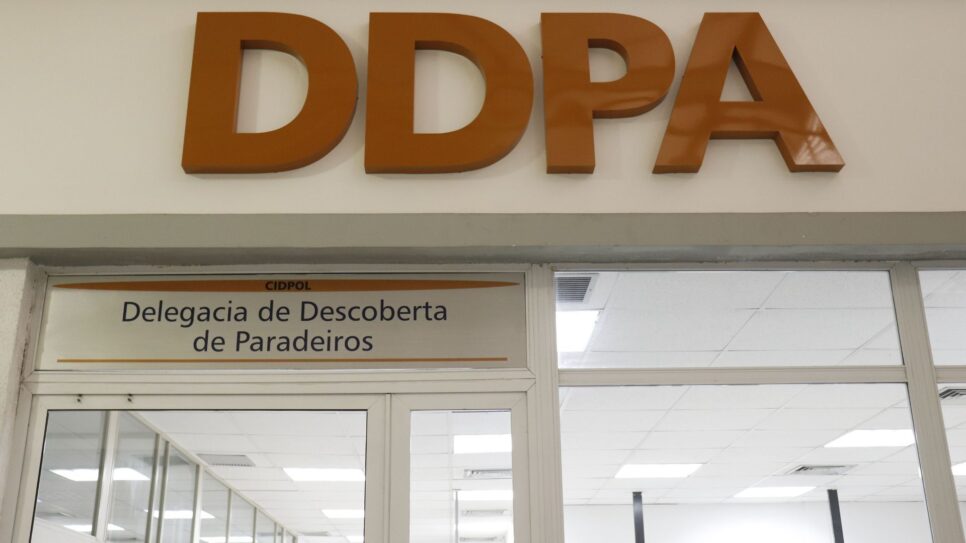 DDPA
CIDPOL
Delegacia de Descoberta
de Paradeiros